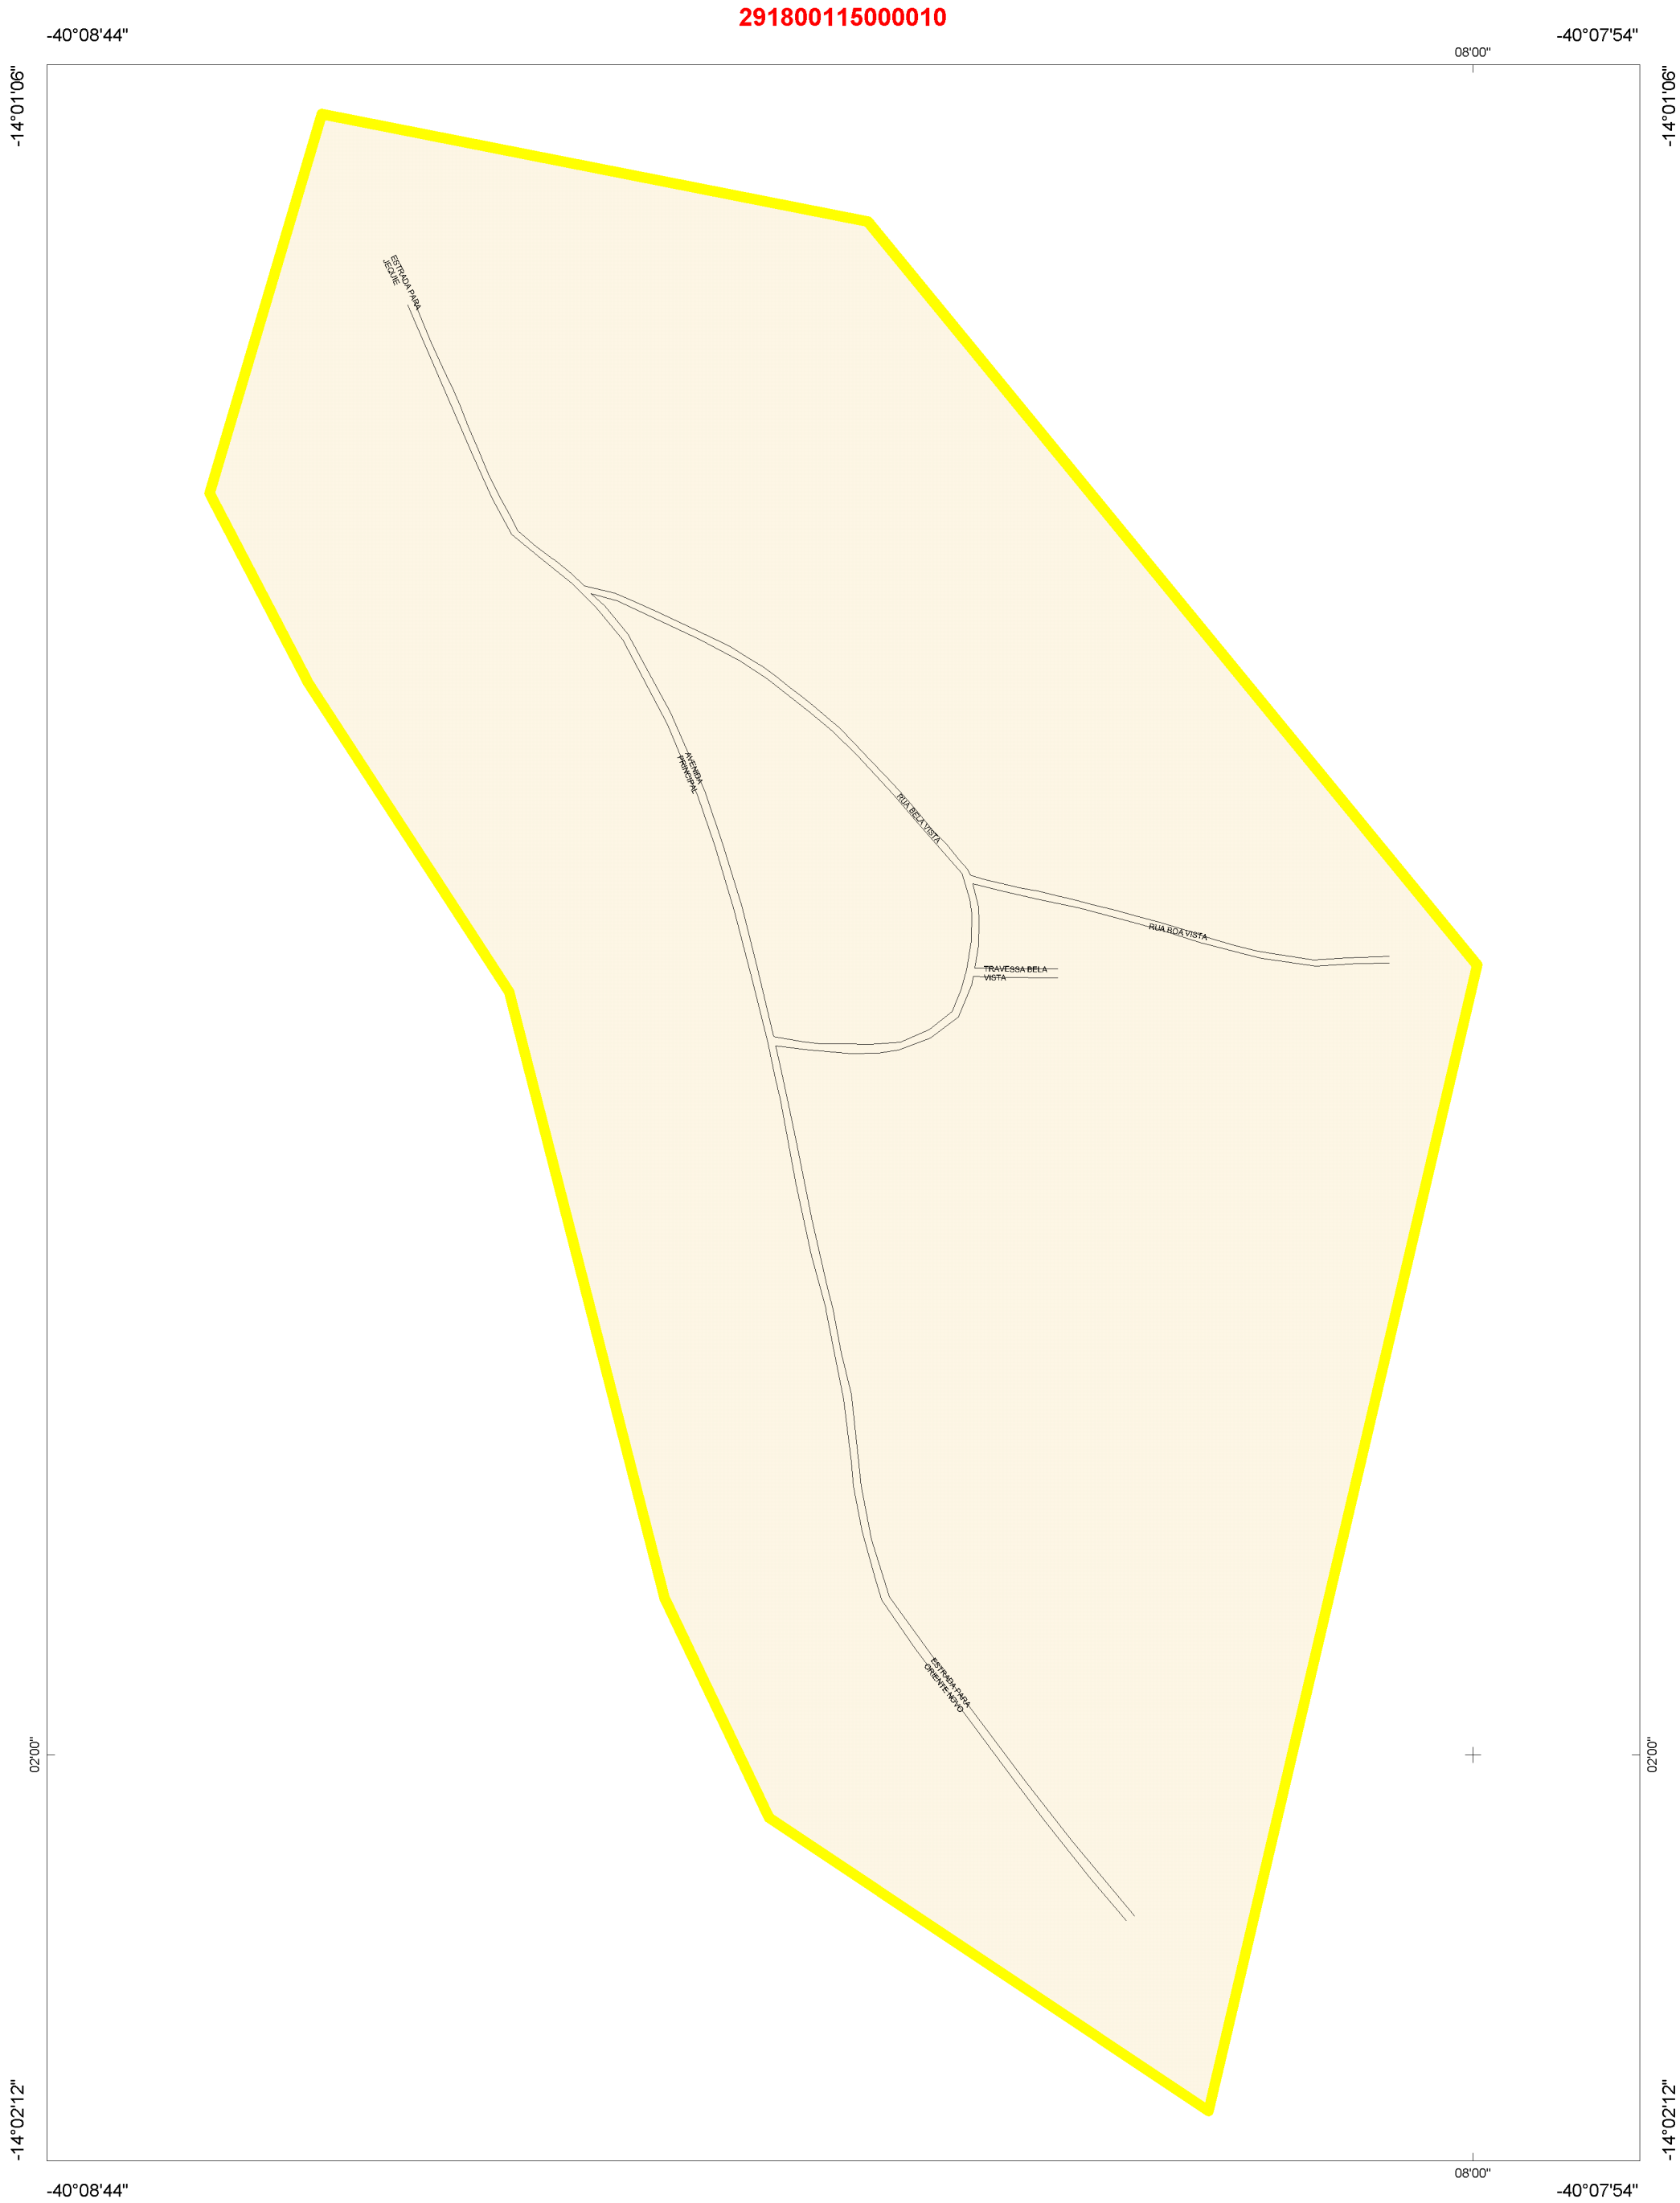 291800115000010
-40°08'44"
-40°07'54"
08'00"
-14°01'06"
-14°01'06"
ESTRADA PARA
JEQUIE
AVENIDA
PRINCIPAL
RUA BELA VISTA
RUA BOA VISTA
TRAVESSA BELA
VISTA
ESTRADA PARA
ORIENTE NOVO
02'00"
02'00"
-14°02'12"
-14°02'12"
08'00"
-40°08'44"
-40°07'54"